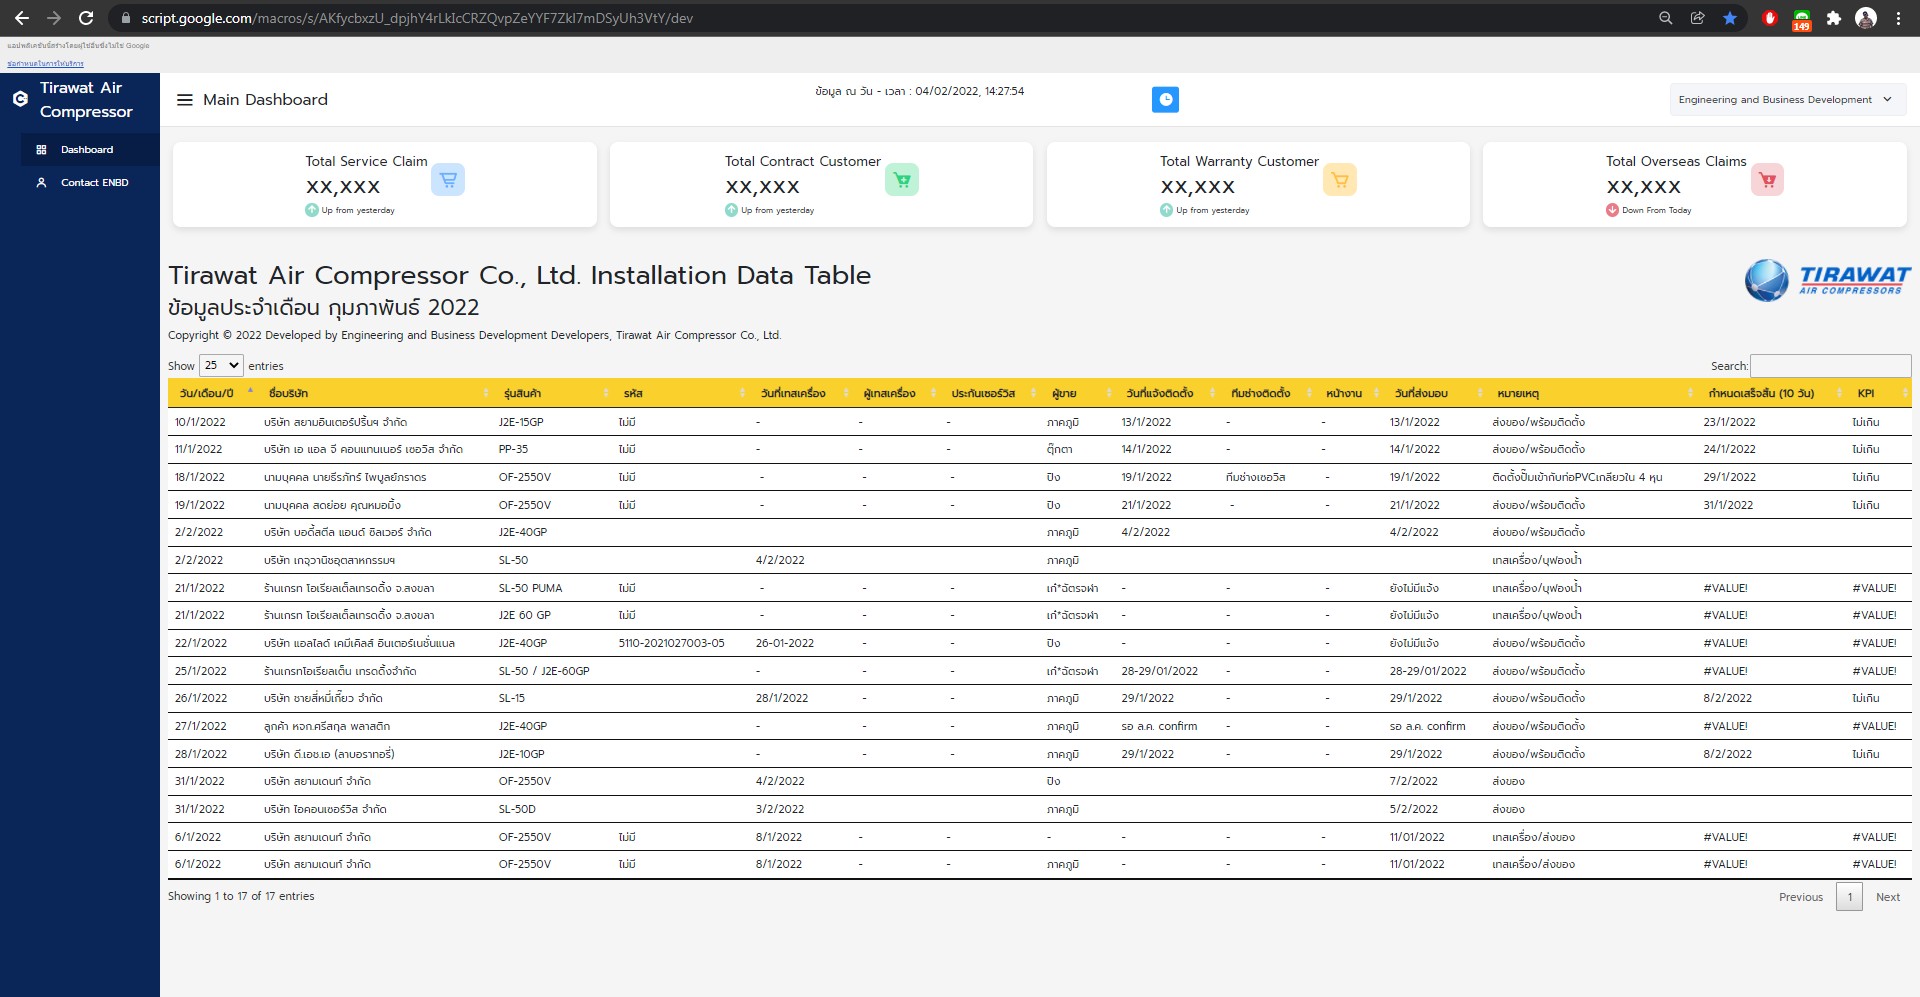 script.google.com/macros/s/AKfycbxzU_dpjhY4rLkIcCRZQvpZeYYF7ZkI7mDSyUh3VtY/dev
149
แอปพลิเคชันนี้สร้างโดยผู้ใช้อื่นซึ่งไม่ใช่ Google
ข้อกำหนดในการให้บริการ
Tirawat Air Compressor
Dashboard
Contact ENBD
Main Dashboard
ข้อมูล ณ วัน - เวลา : 04/02/2022, 14:27:54
Engineering and Business Development
Total Service Claim
xx,xxx
Up from yesterday
Total Contract Customer
xx,xxx
Up from yesterday
Total Warranty Customer
xx,xxx
Up from yesterday
Total Overseas Claims
xx,xxx
Down From Today
Tirawat Air Compressor Co., Ltd. Installation Data Table
TIRAWAT
AIR COMPRESSORS
ข้อมูลประจำเดือน กุมภาพันธ์ 2022
Copyright © 2022 Developed by Engineering and Business Development Developers, Tirawat Air Compressor Co., Ltd.
Show 25 entries
Search:
วัน/เดือน/ปี ชื่อบริษัท รุ่นสินค้า รหัส วันที่เทสเครื่อง ผู้เทสเครื่อง ประกันเซอร์วิส ผู้ขาย วันที่แจ้งติดตั้ง ทีมช่างติดตั้ง หน้างาน วันที่ส่งมอบ หมายเหตุ กำหนดเสร็จสิ้น (10 วัน) KPI
10/1/2022 บริษัท สยามอินเตอร์ปริ้นฯ จำกัด J2E-15GP ไม่มี - - - ภาคภูมิ 13/1/2022 - - 13/1/2022 ส่งของ/พร้อมติดตั้ง 23/1/2022 ไม่เกิน
11/1/2022 บริษัท เอ แอล จี คอนแทนเนอร์ เซอวิส จำกัด PP-35 ไม่มี - - - ตุ๊กตา 14/1/2022 - - 14/1/2022 ส่งของ/พร้อมติดตั้ง 24/1/2022 ไม่เกิน
18/1/2022 นามบุคคล นายธีรภัทร์ ไพบูลย์ภราดร OF-2550V ไม่มี - - - ปิง 19/1/2022 ทีมช่างเซอวิส - 19/1/2022 ติดตั้งปั๊มเข้ากับท่อPVCเกลียวใน 4 หุน 29/1/2022 ไม่เกิน
19/1/2022 นามบุคคล สดย่อย คุณหมอมิ้ง OF-2550V ไม่มี - - - ปิง 21/1/2022 - - 21/1/2022 ส่งของ/พร้อมติดตั้ง 31/1/2022 ไม่เกิน
2/2/2022 บริษัท บอดี้สตีล แอนด์ ซิลเวอร์ จำกัด J2E-40GP ภาคภูมิ 4/2/2022 4/2/2022 ส่งของ/พร้อมติดตั้ง
2/2/2022 บริษัท เกจุวานิชอุตสาหกรรมฯ SL-50 4/2/2022 ภาคภูมิ เทสเครื่อง/บุฟองน้ำ
21/1/2022 ร้านเกรท โอเรียลเต็ลเทรดดิ้ง จ.สงขลา SL-50 PUMA ไม่มี - - - เก๋*ฉัตรจฬา - - - ยังไม่มีแจ้ง เทสเครื่อง/บุฟองน้ำ #VALUE! #VALUE!
21/1/2022 ร้านเกรท โอเรียลเต็ลเทรดดิ้ง จ.สงขลา J2E 60 GP ไม่มี - - - เก๋*ฉัตรจฬา - - - ยังไม่มีแจ้ง เทสเครื่อง/บุฟองน้ำ #VALUE! #VALUE!
22/1/2022 บริษัท แอลไลด์ เคมีเคิลส์ อินเตอร์เนชั่นแนล J2E-40GP 5110-2021027003-05 26-01-2022 - - ปิง - - - ยังไม่มีแจ้ง ส่งของ/พร้อมติดตั้ง #VALUE! #VALUE!
25/1/2022 ร้านเกรทโอเรียลเต็น เทรดดิ้งจำกัด SL-50 / J2E-60GP - - - เก๋*ฉัตรจฬา 28-29/01/2022 - - 28-29/01/2022 ส่งของ/พร้อมติดตั้ง #VALUE! #VALUE!
26/1/2022 บริษัท ชายสี่หมี่เกี๊ยว จำกัด SL-15 28/1/2022 - - ภาคภูมิ 29/1/2022 - - 29/1/2022 ส่งของ/พร้อมติดตั้ง 8/2/2022 ไม่เกิน
27/1/2022 ลูกค้า หจก.ศรีสกุล พลาสติก J2E-40GP - - - ภาคภูมิ รอ ล.ค. confirm - - รอ ล.ค. confirm ส่งของ/พร้อมติดตั้ง #VALUE! #VALUE!
28/1/2022 บริษัท ดี.เอช.เอ (ลาบอราทอรี่) J2E-10GP - - - ภาคภูมิ 29/1/2022 - - 29/1/2022 ส่งของ/พร้อมติดตั้ง 8/2/2022 ไม่เกิน
31/1/2022 บริษัท สยามเดนท์ จำกัด OF-2550V 4/2/2022 ปิง 7/2/2022 ส่งของ
31/1/2022 บริษัท ไอคอนเซอร์วิส จำกัด SL-50D 3/2/2022 ภาคภูมิ 5/2/2022 ส่งของ
6/1/2022 บริษัท สยามเดนท์ จำกัด OF-2550V ไม่มี 8/1/2022 - - - - - - 11/01/2022 เทสเครื่อง/ส่งของ #VALUE! #VALUE!
6/1/2022 บริษัท สยามเดนท์ จำกัด OF-2550V ไม่มี 8/1/2022 - - ภาคภูมิ - - - 11/01/2022 เทสเครื่อง/ส่งของ #VALUE! #VALUE!
Showing 1 to 17 of 17 entries
Previous 1 Next